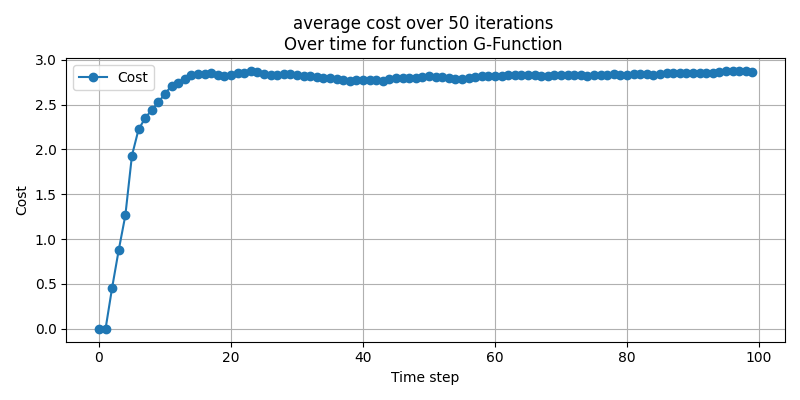 average cost over 50 iterations
Over time for function G-Function
Cost
3.0
2.5
2.0
1.5
1.0
0.5
0.0
Cost
0 20 40 60 80 100
Time step